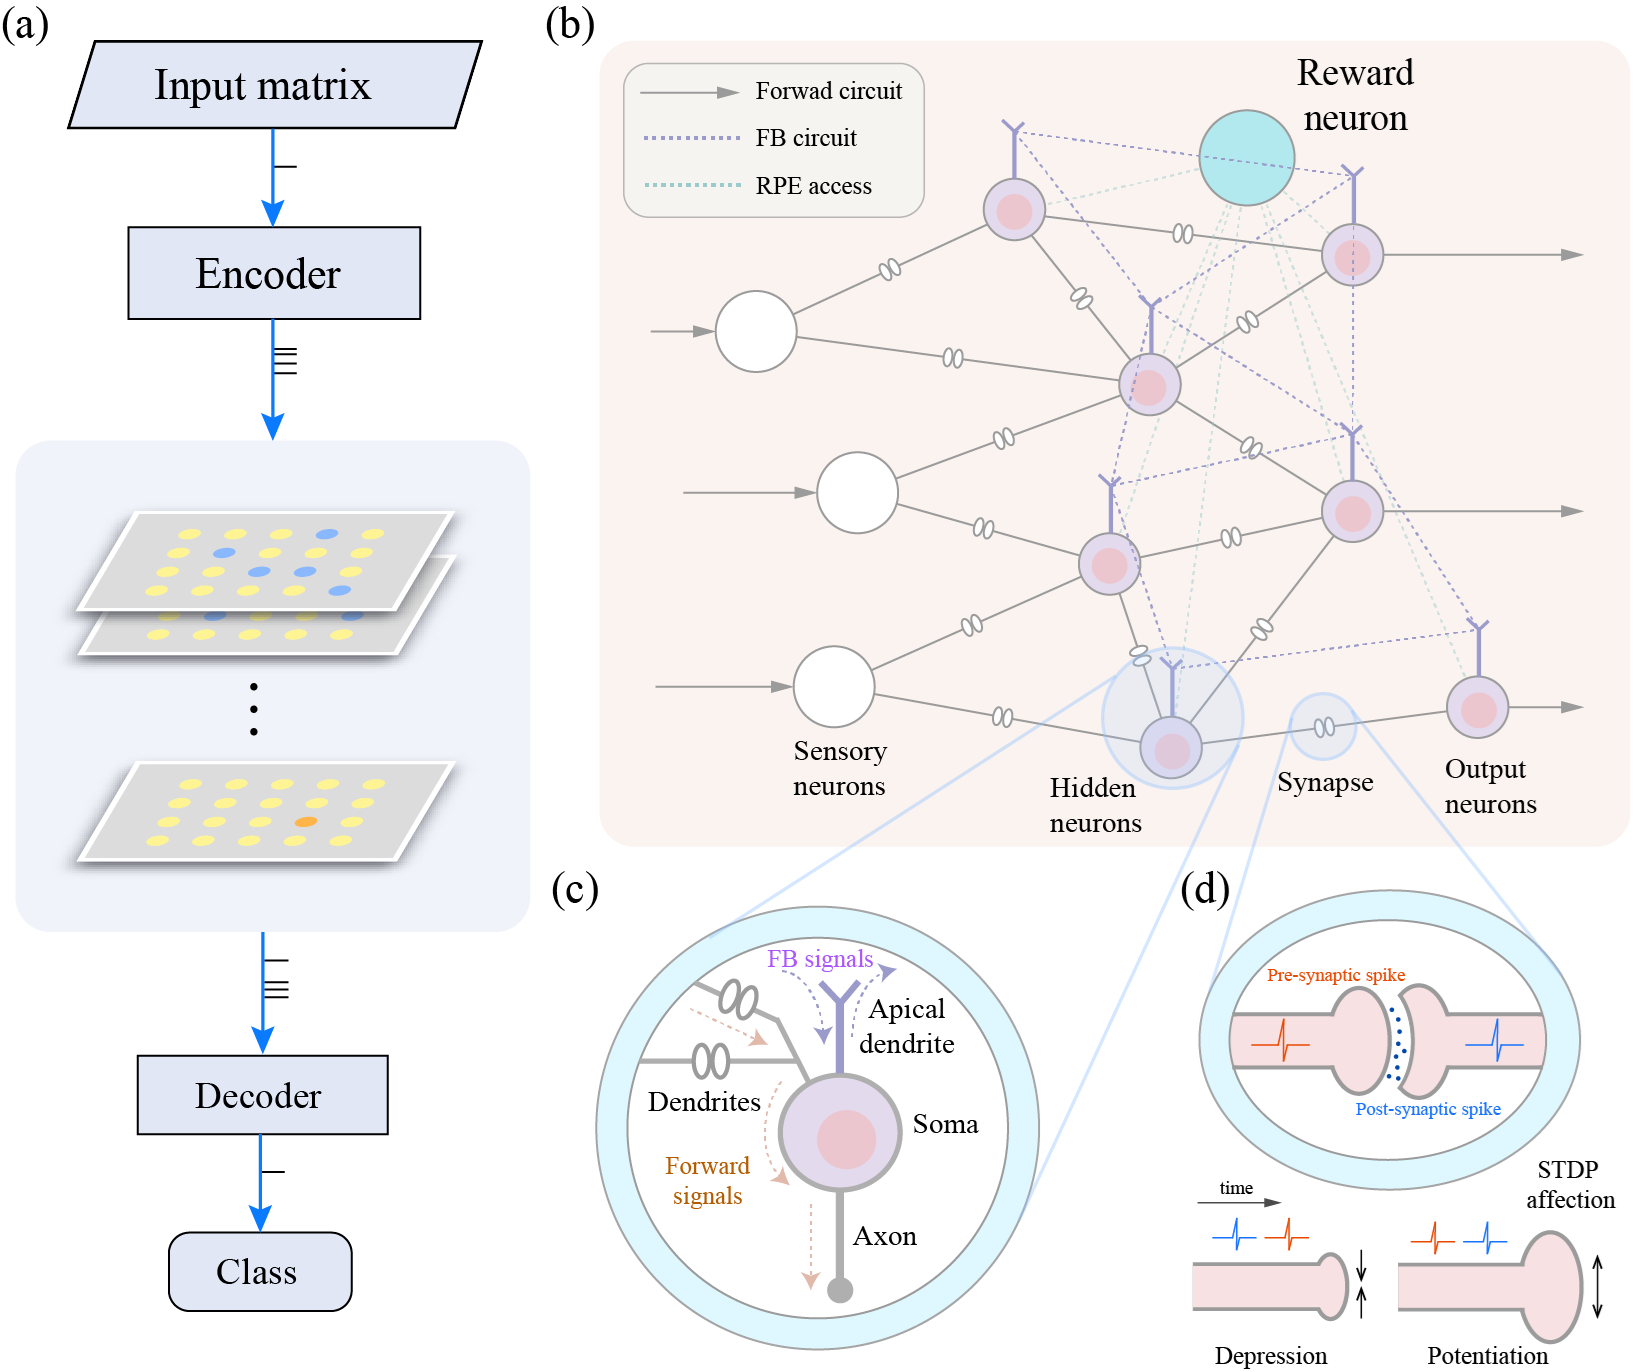 (a)
Input matrix
Encoder
Decoder
Class
(b)
Forwad circuit
FB circuit
RPE access
Reward
neuron
Sensory
neurons
Hidden
neurons
Synapse
Output
neurons
(c)
FB signals
Apical
dendrite
Dendrites
Soma
Forward
signals
Axon
(d)
Pre-synaptic spike
Post-synaptic spike
STDP
affection
time
Depression
Potentiation